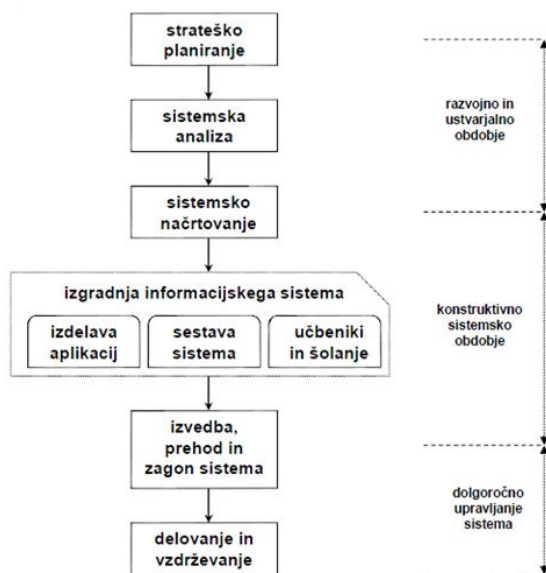 strateško
planiranje
sistemska
analiza
razvojno in
ustvarjalno
obdobje
sistemsko
načrtovanje
izgradnja informacijskega sistema
izdelava
aplikacij
sestava
sistema
učbeniki
in šolanje
konstruktivno
sistemsko
obdobje
izvedba,
prehod in
zagon sistema
dolgoročno
upravljanje
sistema
delovanje in
vzdrževanje